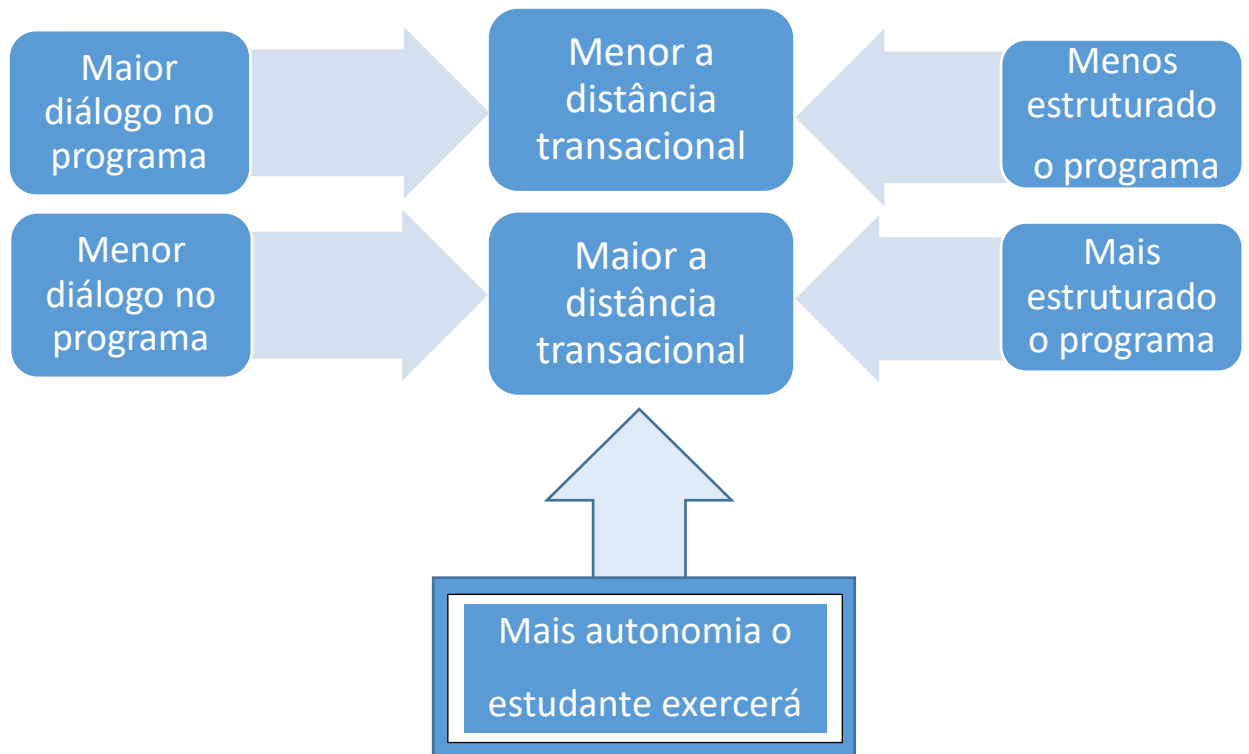 Maior
diálogo no
programa
Menor a
distância
transacional
Menos
estruturado
o programa
Menor
diálogo no
programa
Maior a
distância
transacional
Mais
estruturado
o programa
Mais autonomia o
estudante exercerá